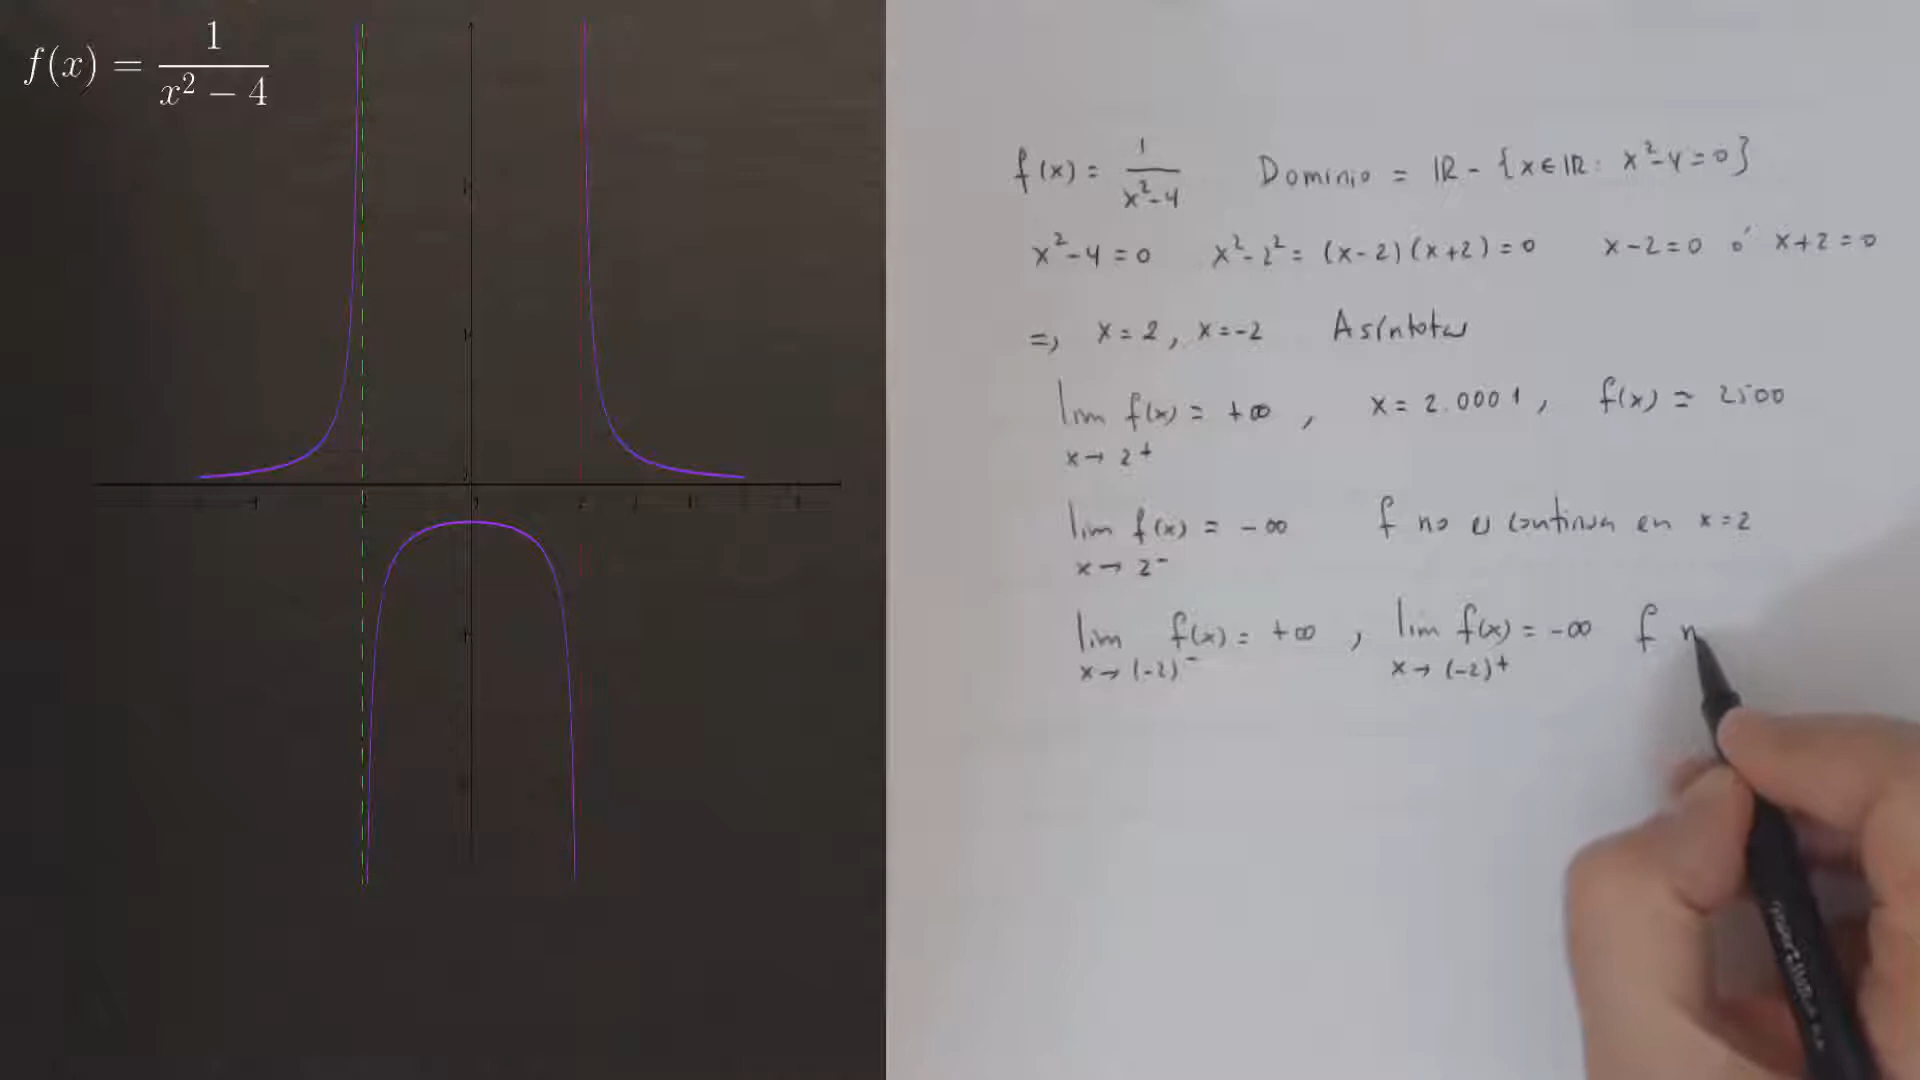 f(x) = 1/(x² − 4)
f(x) = 1/(x²-4) Dominio = IR - {x ∈ IR : x²-4 = 0}
x²-4 = 0 x²-2² = (x-2)(x+2) = 0 x-2 = 0 ó x+2 = 0
=> x = 2, x = -2 Asíntotas
lim x→2+ f(x) = +∞ , x = 2.0001, f(x) = 2500
lim x→2- f(x) = -∞ f no es continua en x = 2
lim x→(-2)- f(x) = +∞ , lim x→(-2)+ f(x) = -∞ f n